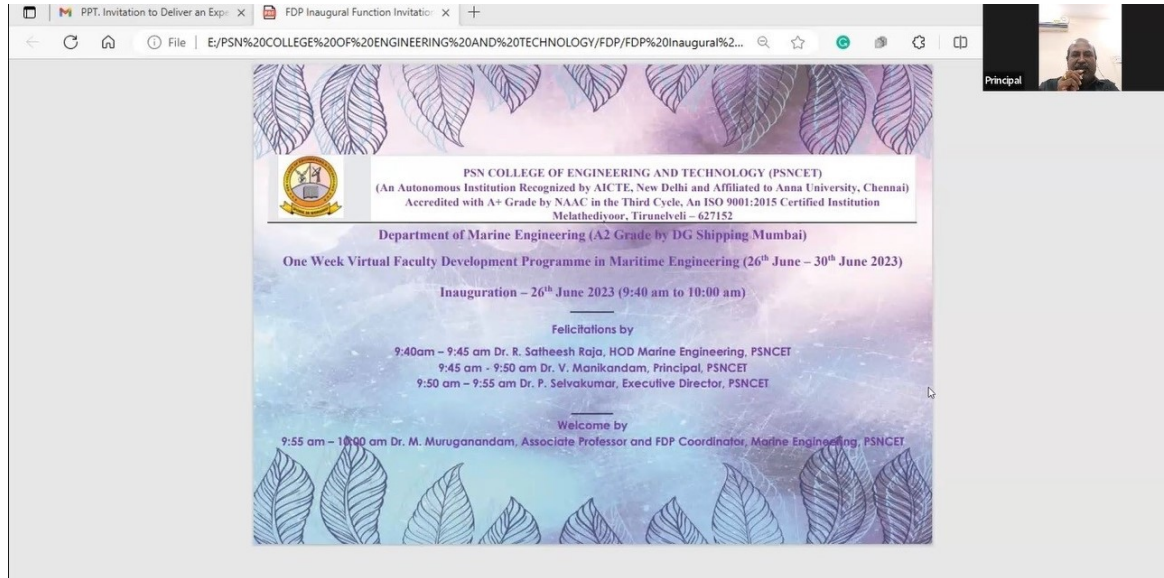 PPT. Invitation to Deliver an Expe
FDP Inaugural Function Invitatio
File E:/PSN%20COLLEGE%20OF%20ENGINEERING%20AND%20TECHNOLOGY/FDP/FDP%20Inaugural%2...
Principal
PSN COLLEGE OF ENGINEERING AND TECHNOLOGY (PSNCET)
(An Autonomous Institution Recognized by AICTE, New Delhi and Affiliated to Anna University, Chennai)
Accredited with A+ Grade by NAAC in the Third Cycle, An ISO 9001:2015 Certified Institution
Melathediyoor, Tirunelveli – 627152
Department of Marine Engineering (A2 Grade by DG Shipping Mumbai)
One Week Virtual Faculty Development Programme in Maritime Engineering (26th June – 30th June 2023)
Inauguration – 26th June 2023 (9:40 am to 10:00 am)
Felicitations by
9:40am – 9:45 am Dr. R. Satheesh Raja, HOD Marine Engineering, PSNCET
9:45 am - 9:50 am Dr. V. Manikandam, Principal, PSNCET
9:50 am – 9:55 am Dr. P. Selvakumar, Executive Director, PSNCET
Welcome by
9:55 am – 10:00 am Dr. M. Muruganandam, Associate Professor and FDP Coordinator, Marine Engineering, PSNCET